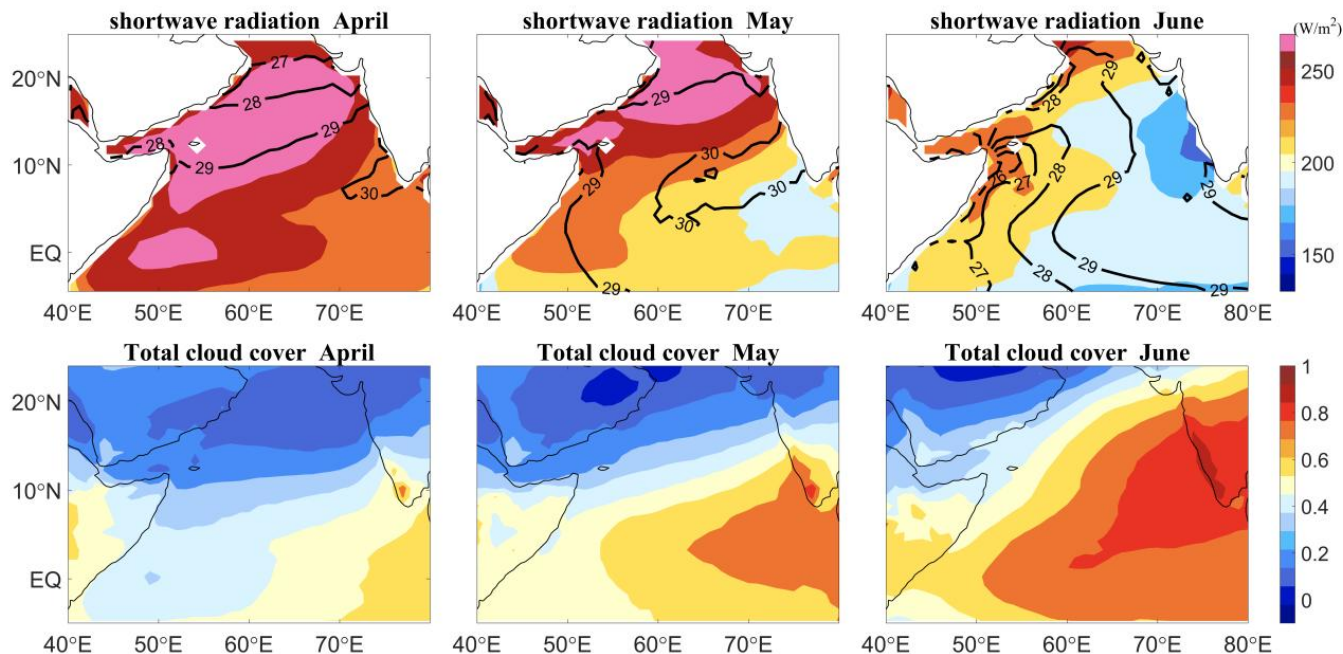 shortwave radiation April
shortwave radiation May
shortwave radiation June
(W/m²)
20°N
10°N
EQ
27
28
28
29
29
30
29
30
29
30
30
29
29
28
29
26
27
28
29
29
27
28
29
29
250
200
150
40°E 50°E 60°E 70°E 40°E 50°E 60°E 70°E 40°E 50°E 60°E 70°E 80°E
Total cloud cover April
Total cloud cover May
Total cloud cover June
20°N
10°N
EQ
1
0.8
0.6
0.4
0.2
0
40°E 50°E 60°E 70°E 40°E 50°E 60°E 70°E 40°E 50°E 60°E 70°E 80°E